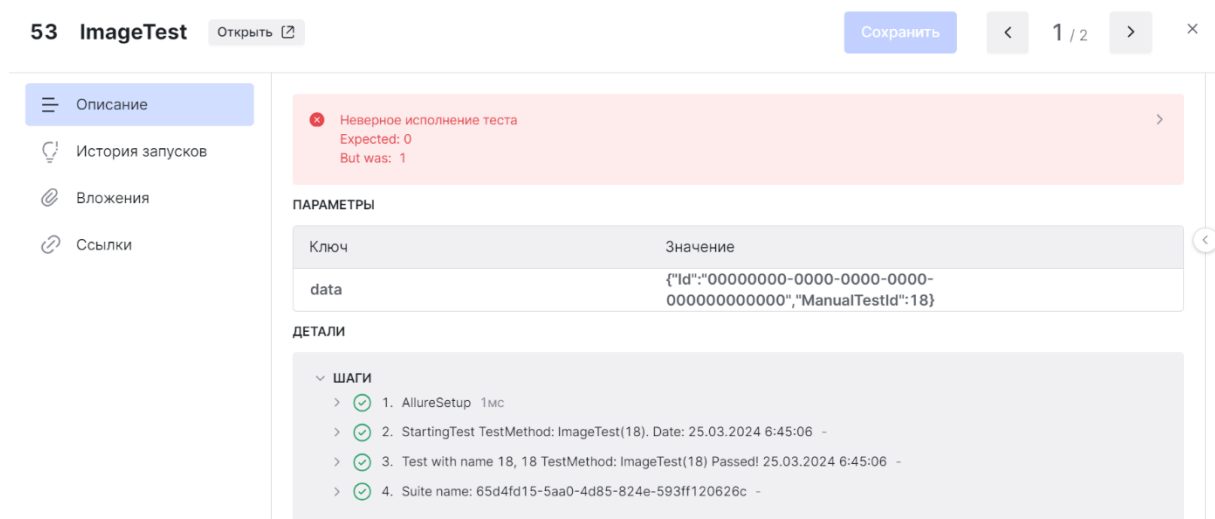 53 ImageTest Открыть
Сохранить
1 / 2
Описание
История запусков
Вложения
Ссылки
Неверное исполнение теста
Expected: 0
But was: 1
ПАРАМЕТРЫ
Ключ Значение
data {"Id":"00000000-0000-0000-0000-
000000000000","ManualTestId":18}
ДЕТАЛИ
ШАГИ
1. AllureSetup 1мс
2. StartingTest TestMethod: ImageTest(18). Date: 25.03.2024 6:45:06 -
3. Test with name 18, 18 TestMethod: ImageTest(18) Passed! 25.03.2024 6:45:06 -
4. Suite name: 65d4fd15-5aa0-4d85-824e-593ff120626c -